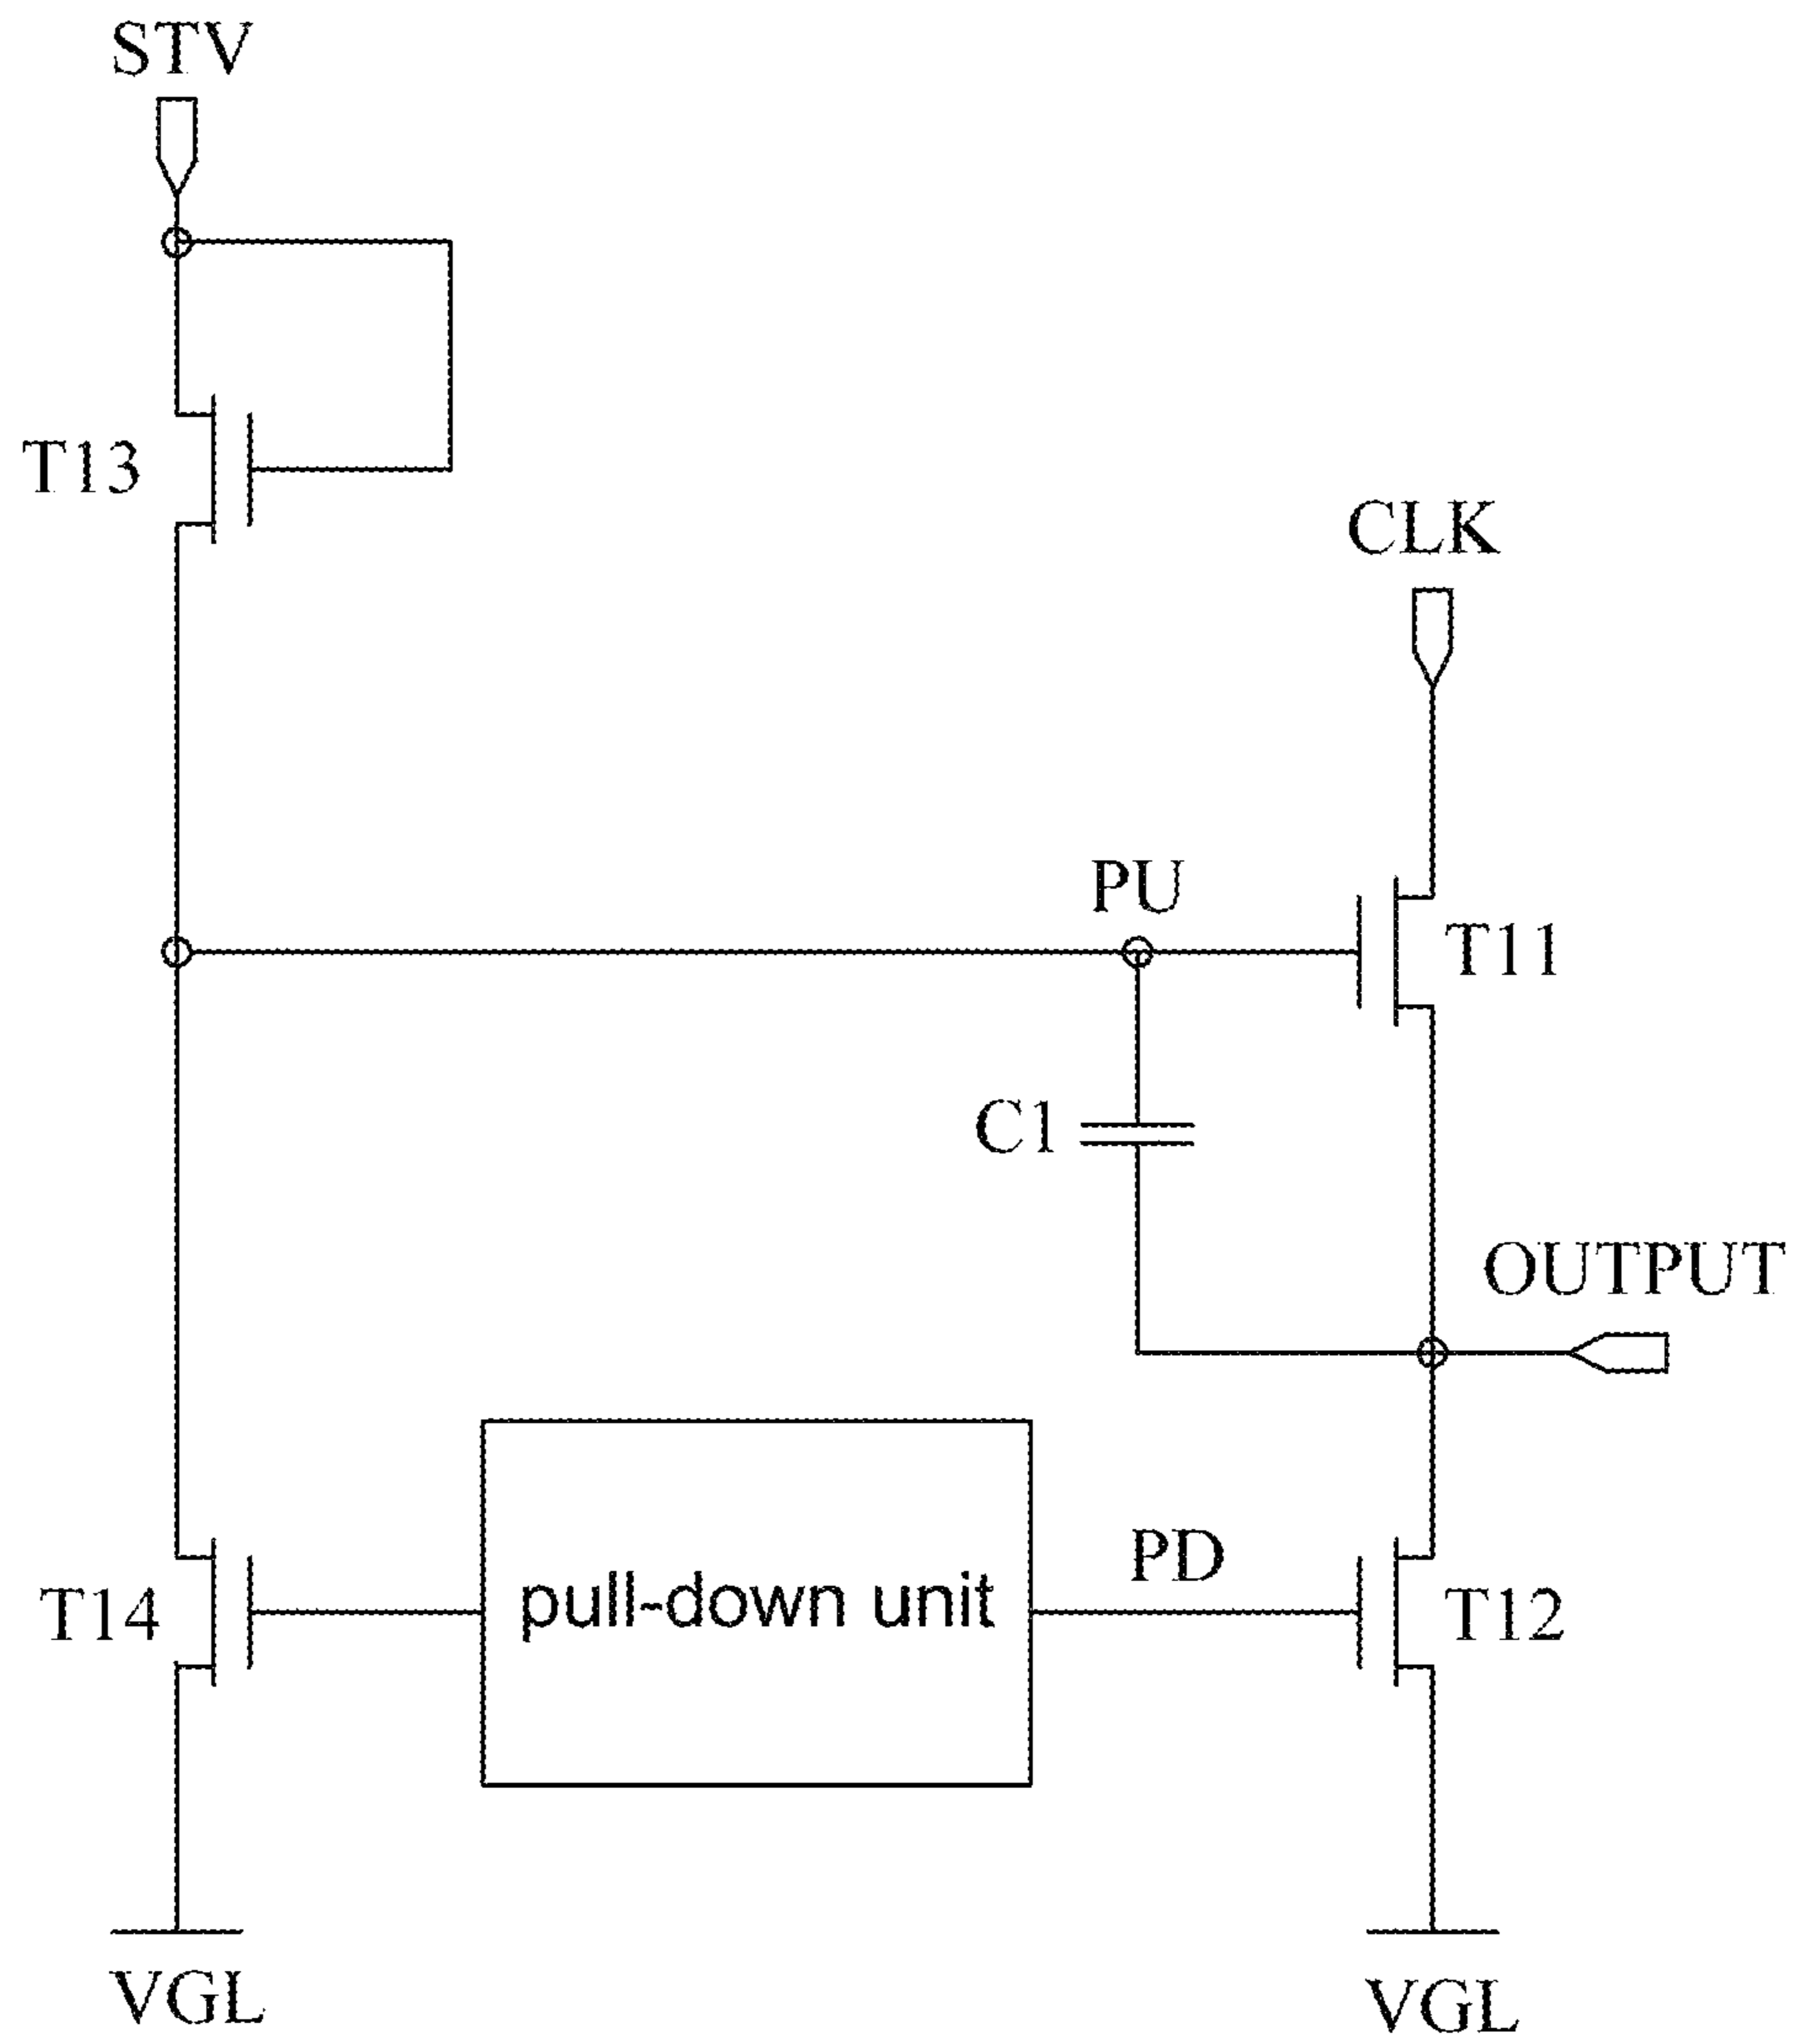 STV
T13
CLK
PU
T11
C1
OUTPUT
PD
pull-down unit
T14
T12
VGL
VGL